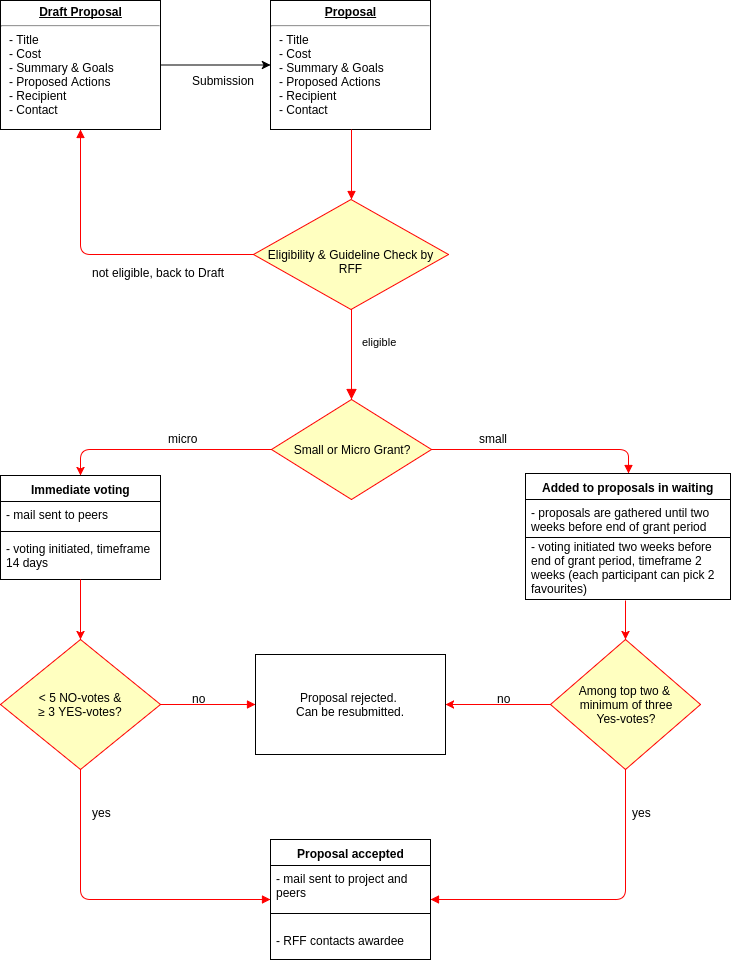 Draft Proposal
- Title
- Cost
- Summary & Goals
- Proposed Actions
- Recipient
- Contact
Submission
Proposal
- Title
- Cost
- Summary & Goals
- Proposed Actions
- Recipient
- Contact
Eligibility & Guideline Check by
RFF
not eligible, back to Draft
eligible
Small or Micro Grant?
micro
small
Immediate voting
- mail sent to peers
- voting initiated, timeframe
14 days
Added to proposals in waiting
- proposals are gathered until two
weeks before end of grant period
- voting initiated two weeks before
end of grant period, timeframe 2
weeks (each participant can pick 2
favourites)
< 5 NO-votes &
≥ 3 YES-votes?
no
Proposal rejected.
Can be resubmitted.
no
Among top two &
minimum of three
Yes-votes?
yes
yes
Proposal accepted
- mail sent to project and
peers
- RFF contacts awardee